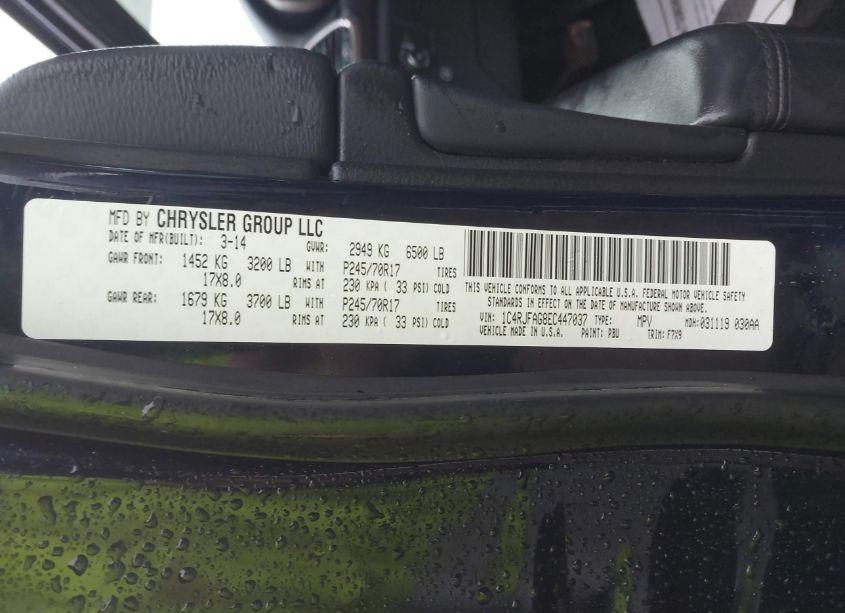 MFD BY CHRYSLER GROUP LLC
DATE OF MFR(BUILT): 3-14 GVWR: 2949 KG 6500 LB
GAWR FRONT: 1452 KG 3200 LB WITH P245/70R17 TIRES
17X8.0 RIMS AT 230 KPA ( 33 PSI) COLD
GAWR REAR: 1679 KG 3700 LB WITH P245/70R17 TIRES
17X8.0 RIMS AT 230 KPA ( 33 PSI) COLD
THIS VEHICLE CONFORMS TO ALL APPLICABLE U.S.A. FEDERAL MOTOR VEHICLE SAFETY
STANDARDS IN EFFECT ON THE DATE OF MANUFACTURE SHOWN ABOVE.
VIN: 1C4RJFAG8EC447037 TYPE: MPV MDH: 031119 030AA
VEHICLE MADE IN U.S.A. PAINT: PBU TRIM: F7X9